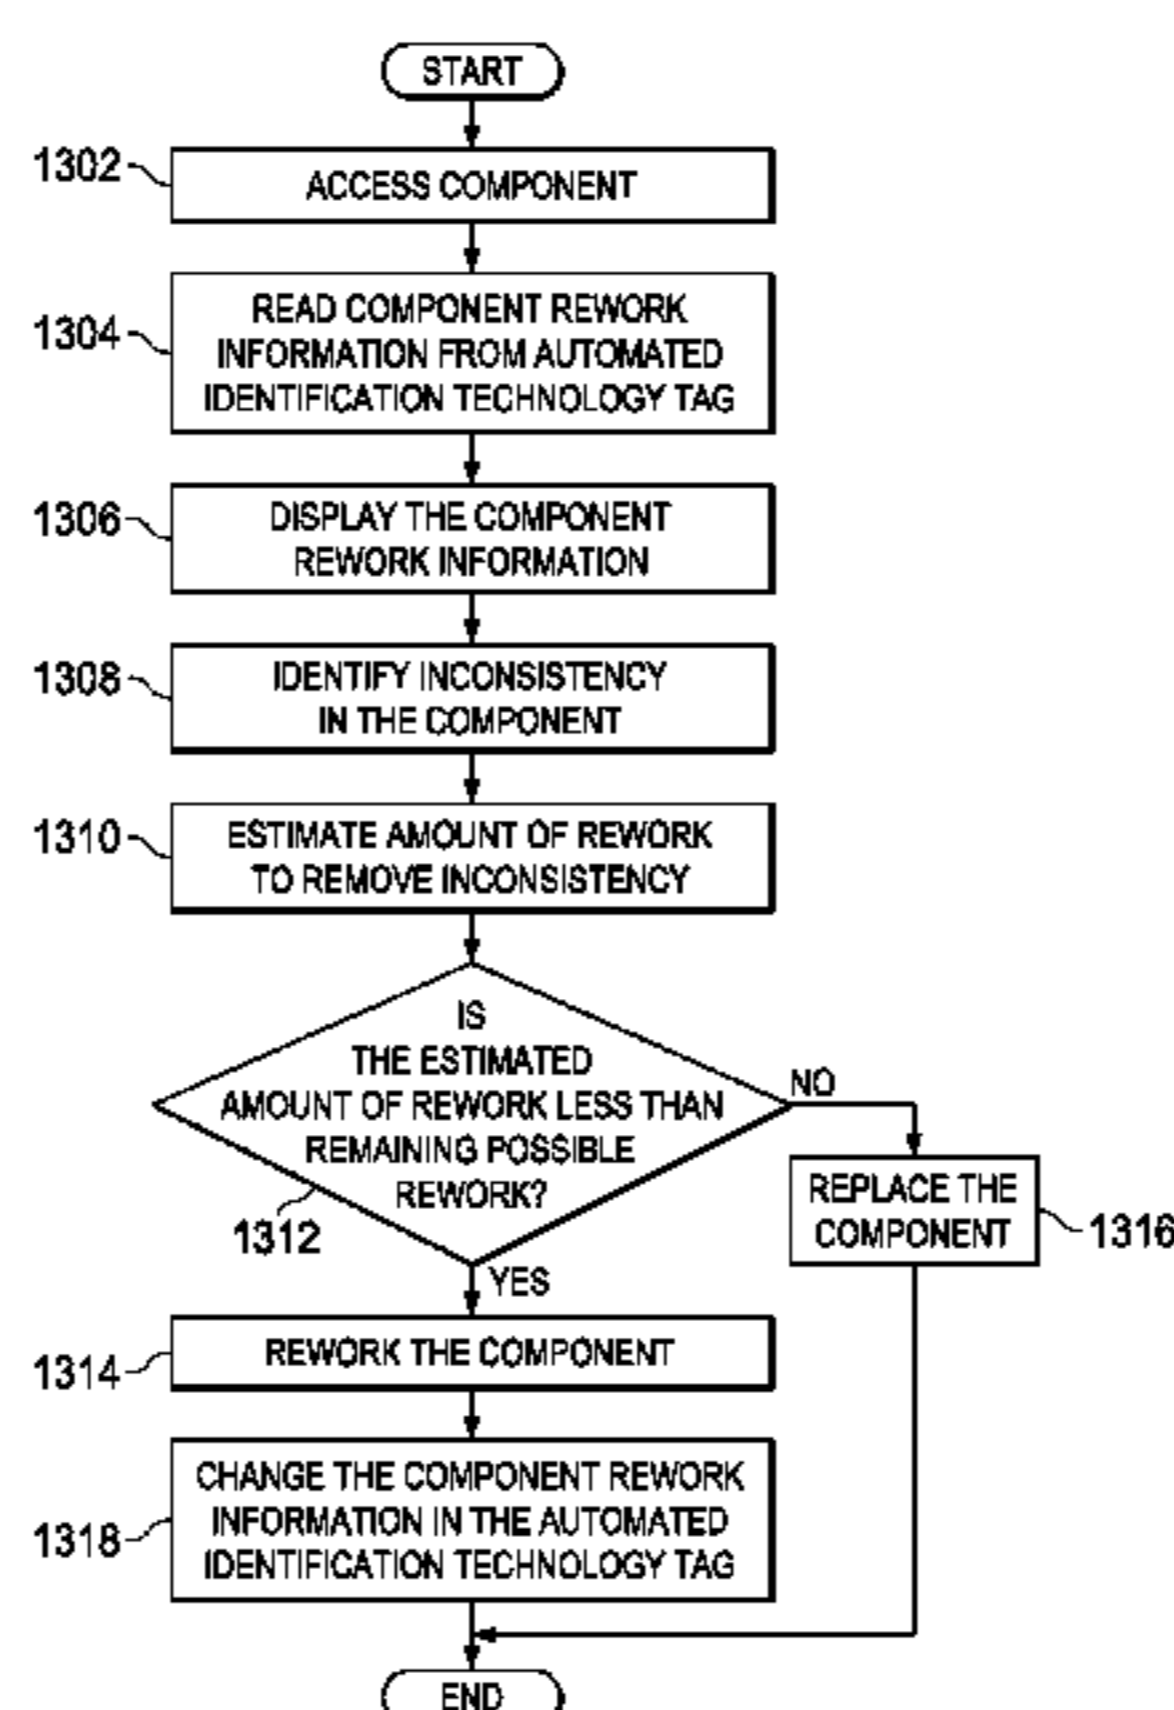 START
1302
ACCESS COMPONENT
1304
READ COMPONENT REWORK
INFORMATION FROM AUTOMATED
IDENTIFICATION TECHNOLOGY TAG
1306
DISPLAY THE COMPONENT
REWORK INFORMATION
1308
IDENTIFY INCONSISTENCY
IN THE COMPONENT
1310
ESTIMATE AMOUNT OF REWORK
TO REMOVE INCONSISTENCY
IS
THE ESTIMATED
AMOUNT OF REWORK LESS THAN
REMAINING POSSIBLE
REWORK?
1312
NO
REPLACE THE
COMPONENT
1316
YES
1314
REWORK THE COMPONENT
1318
CHANGE THE COMPONENT REWORK
INFORMATION IN THE AUTOMATED
IDENTIFICATION TECHNOLOGY TAG
END